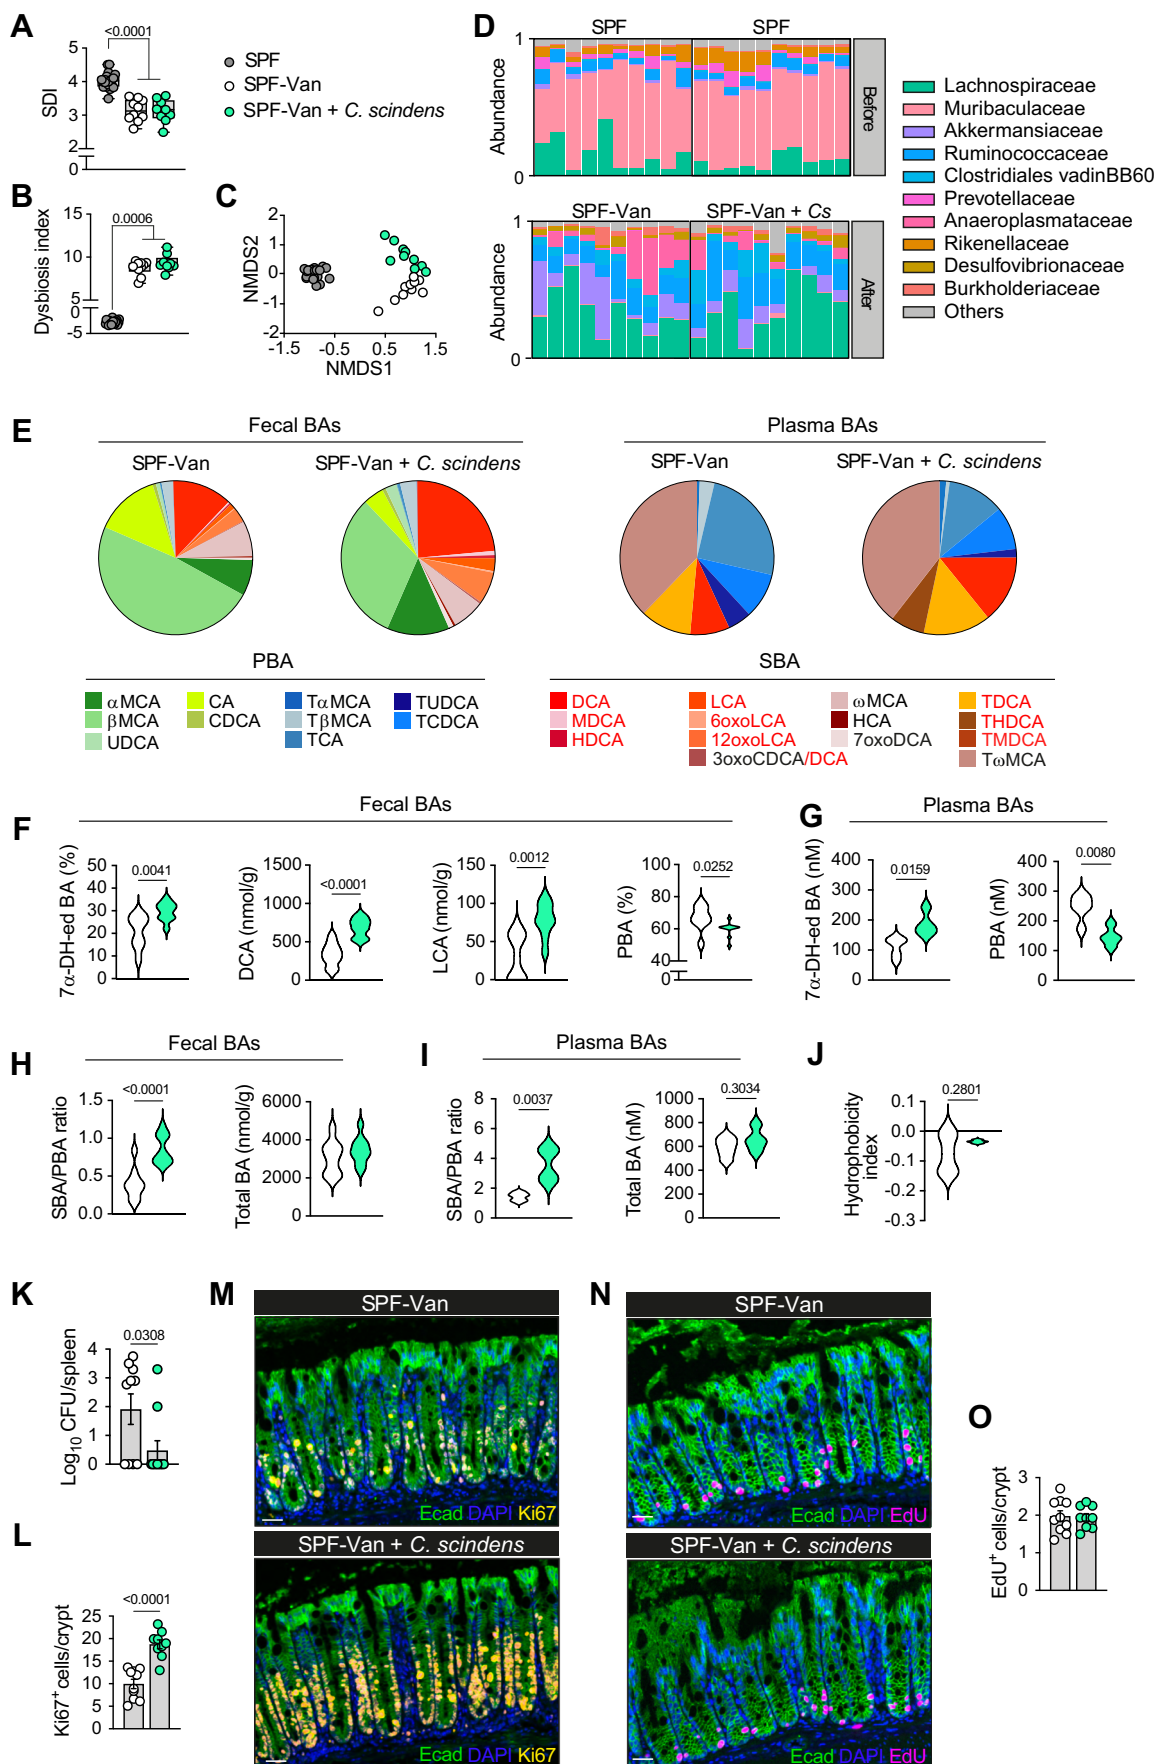 A
<0.0001
SDI
5
4
3
2
0
SPF
SPF-Van
SPF-Van + C. scindens
B
0.0006
Dysbiosis index
15
10
5
0
-5
C
NMDS2
2
1
0
-1
-2
-1.5
-0.5
0.5
1.5
NMDS1
D
SPF
SPF
Abundance
1
0
Before
SPF-Van
SPF-Van + Cs
Abundance
1
0
After
Lachnospiraceae
Muribaculaceae
Akkermansiaceae
Ruminococcaceae
Clostridiales vadinBB60
Prevotellaceae
Anaeroplasmataceae
Rikenellaceae
Desulfovibrionaceae
Burkholderiaceae
Others
E
Fecal BAs
Plasma BAs
SPF-Van
SPF-Van + C. scindens
SPF-Van
SPF-Van + C. scindens
PBA
αMCA
βMCA
UDCA
CA
CDCA
TαMCA
TβMCA
TCA
TUDCA
TCDCA
SBA
DCA
MDCA
HDCA
LCA
6oxoLCA
12oxoLCA
3oxoCDCA/DCA
ωMCA
HCA
7oxoDCA
TDCA
THDCA
TMDCA
TωMCA
F
Fecal BAs
7α-DH-ed BA (%)
50
40
30
20
10
0
0.0041
DCA (nmol/g)
1500
1000
500
0
<0.0001
LCA (nmol/g)
150
100
50
0
0.0012
PBA (%)
100
80
60
40
0
0.0252
G
Plasma BAs
7α-DH-ed BA (nM)
400
300
200
100
0
0.0159
PBA (nM)
400
300
200
100
0
0.0080
H
Fecal BAs
SBA/PBA ratio
1.5
1.0
0.5
0.0
<0.0001
Total BA (nmol/g)
6000
4000
2000
0
I
Plasma BAs
SBA/PBA ratio
8
6
4
2
0
0.0037
Total BA (nM)
1000
800
600
400
200
0
0.3034
J
Hydrophobicity
index
0.1
0.0
-0.1
-0.2
-0.3
0.2801
K
0.0308
Log10 CFU/spleen
4
3
2
1
0
L
<0.0001
Ki67+ cells/crypt
25
20
15
10
5
0
M
SPF-Van
Ecad DAPI Ki67
SPF-Van + C. scindens
Ecad DAPI Ki67
N
SPF-Van
Ecad DAPI EdU
SPF-Van + C. scindens
Ecad DAPI EdU
O
EdU+ cells/crypt
3
2
1
0